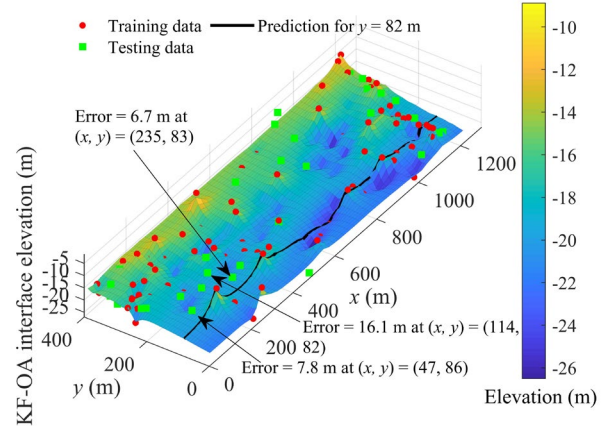 Training data
Prediction for y = 82 m
Testing data
Error = 6.7 m at
(x, y) = (235, 83)
KF-OA interface elevation (m)
-5
-10
-15
-20
-25
400
200
0
y (m)
0
200
400
600
800
1000
1200
x (m)
Error = 16.1 m at (x, y) = (114,
82)
Error = 7.8 m at (x, y) = (47, 86)
-10
-12
-14
-16
-18
-20
-22
-24
-26
Elevation (m)